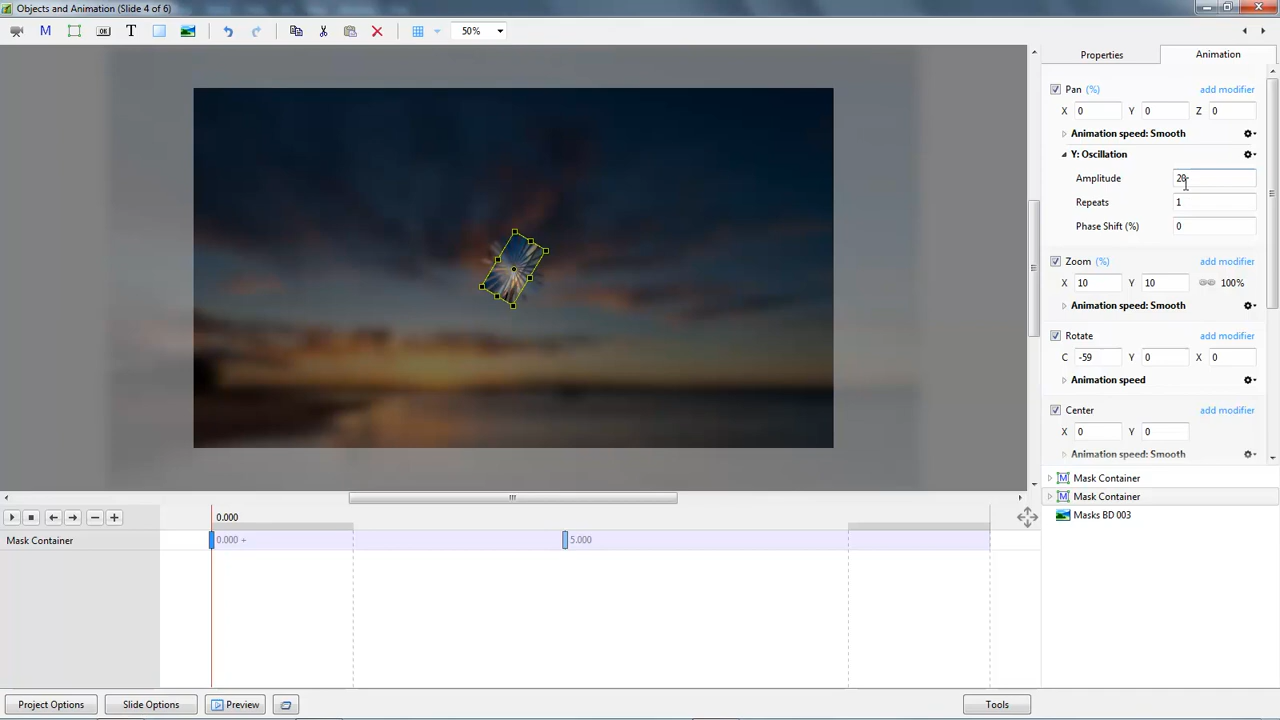 Objects and Animation (Slide 4 of 6)
M OK T 50%
Properties Animation
Pan (%) add modifier
X 0 Y 0 Z 0
Animation speed: Smooth
Y: Oscillation
Amplitude 20
Repeats 1
Phase Shift (%) 0
Zoom (%) add modifier
X 10 Y 10 100%
Animation speed: Smooth
Rotate add modifier
C -59 Y 0 X 0
Animation speed
Center add modifier
X 0 Y 0
Animation speed: Smooth
M Mask Container
M Mask Container
Masks BD 003
0.000
Mask Container 0.000 + 5.000
Project Options Slide Options Preview Tools